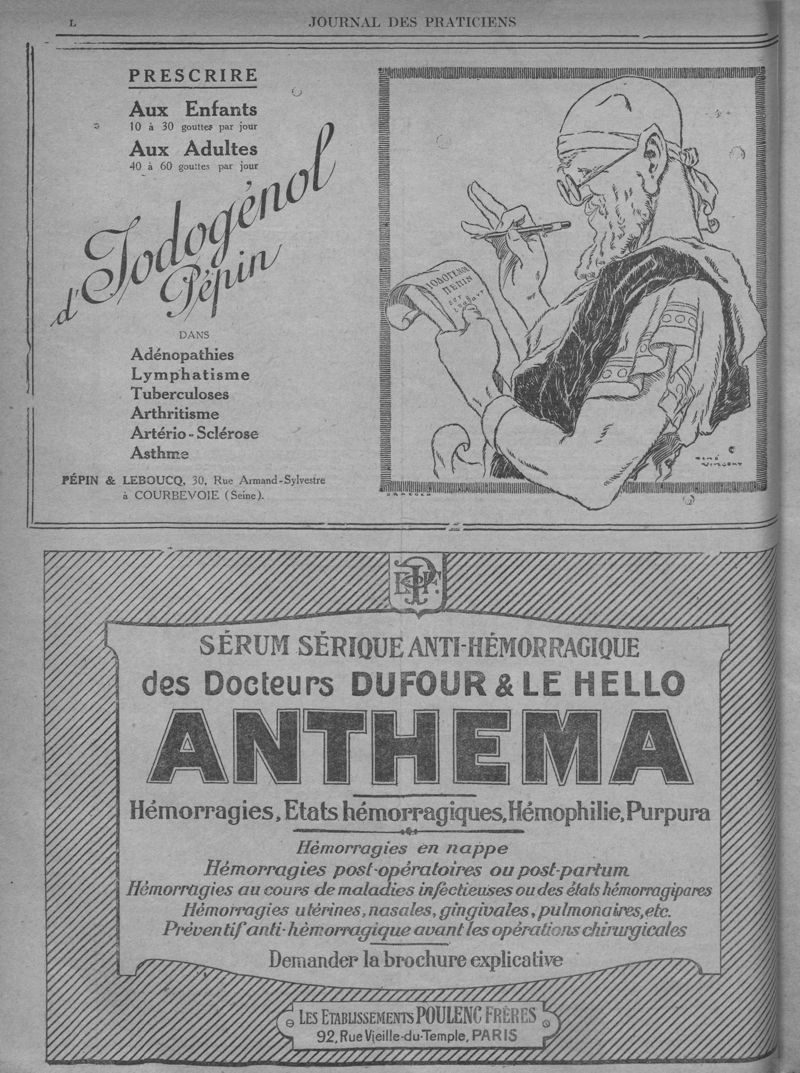 L
JOURNAL DES PRATICIENS
PRESCRIRE
Aux Enfants
10 à 30 gouttes par jour
Aux Adultes
40 à 60 gouttes par jour
d'Iodogénol
Pépin
DANS
Adénopathies
Lymphatisme
Tuberculoses
Arthritisme
Artério-Sclérose
Asthme
PÉPIN & LEBOUCQ, 30, Rue Armand-Sylvestre
à COURBEVOIE (Seine).
IODOGENOL
PEPIN
RENÉ
VINCENT
DRAEGER
E.P.F.
SÉRUM SÉRIQUE ANTI-HÉMORRAGIQUE
des Docteurs DUFOUR & LE HELLO
ANTHEMA
Hémorragies, Etats hémorragiques, Hémophilie, Purpura
Hémorragies en nappe
Hémorragies post-opératoires ou post-partum
Hémorragies au cours de maladies infectieuses ou des états hémorragipares
Hémorragies utérines, nasales, gingivales, pulmonaires, etc.
Préventif anti-hémorragique avant les opérations chirurgicales
Demander la brochure explicative
LES ETABLISSEMENTS POULENC FRÈRES
92, Rue Vieille-du-Temple, PARIS